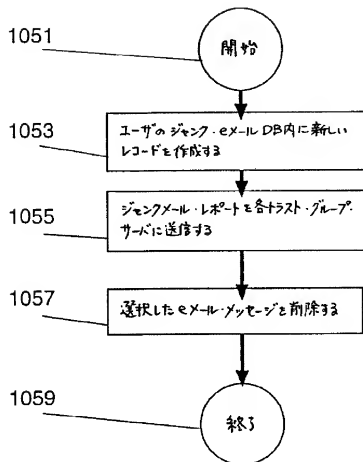 1051
開始
1053
ユーザのジャンク・eメールDB内に新しい
レコードを作成する
1055
ジャンクメール・レポートを各トラスト・グループ・
サーバに送信する
1057
選択したeメール・メッセージを削除する
1059
終了